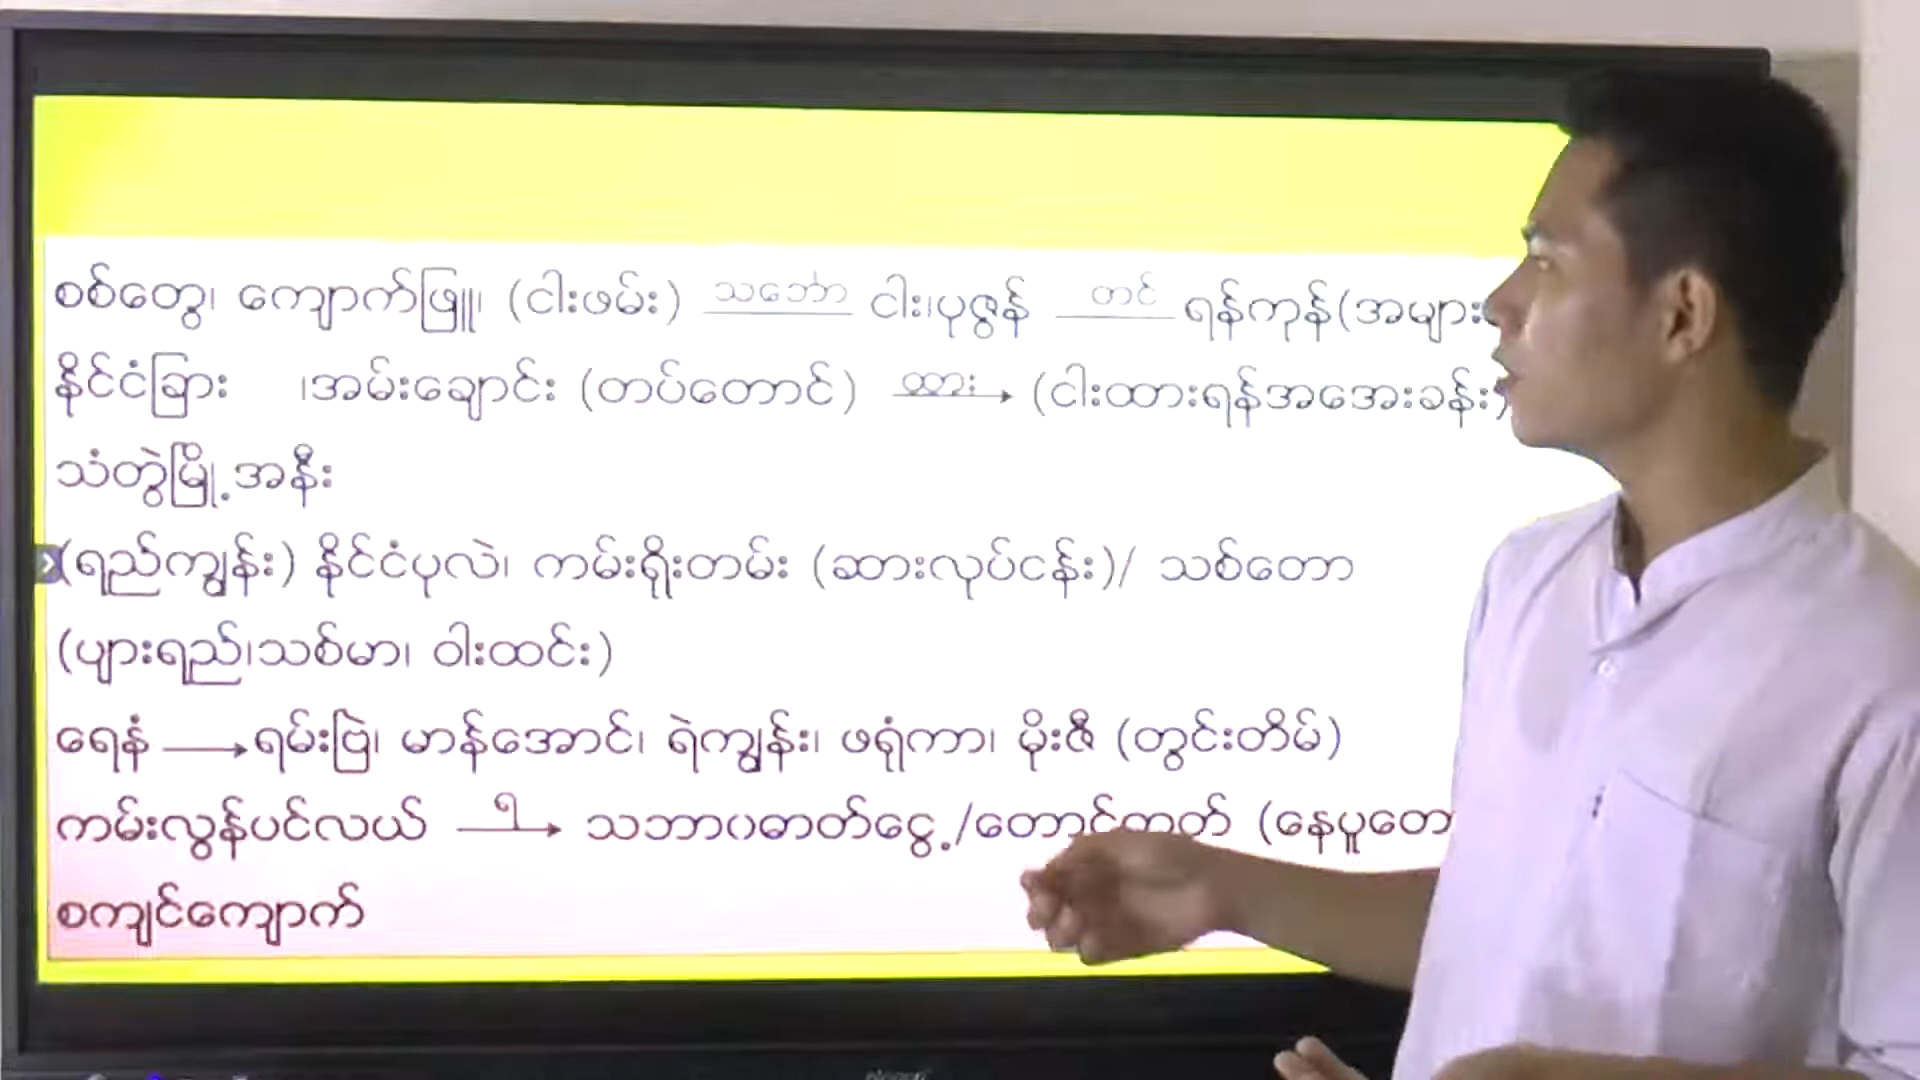 စစ်တွေ၊ ကျောက်ဖြူ၊ (ငါးဖမ်း) သင်္ဘော ငါး၊ပုဇွန် တင် ရန်ကုန်(အများ
နိုင်ငံခြား ၊အမ်းချောင်း (တပ်တောင်) ထား (ငါးထားရန်အအေးခန်း)
သံတွဲမြို့အနီး
(ရည်ကျွန်း) နိုင်ငံပုလဲ၊ ကမ်းရိုးတမ်း (ဆားလုပ်ငန်း)/ သစ်တော
(ပျားရည်၊သစ်မာ၊ ဝါးထင်း)
ရေနံ ရမ်းဗြဲ၊ မာန်အောင်၊ ရဲကျွန်း၊ ဖရုံကာ၊ မိုးဇီ (တွင်းတိမ်)
ကမ်းလွန်ပင်လယ် ရ သဘာဝဓာတ်ငွေ့/တောင်ကုတ် (နေပူတော
စကျင်ကျောက်